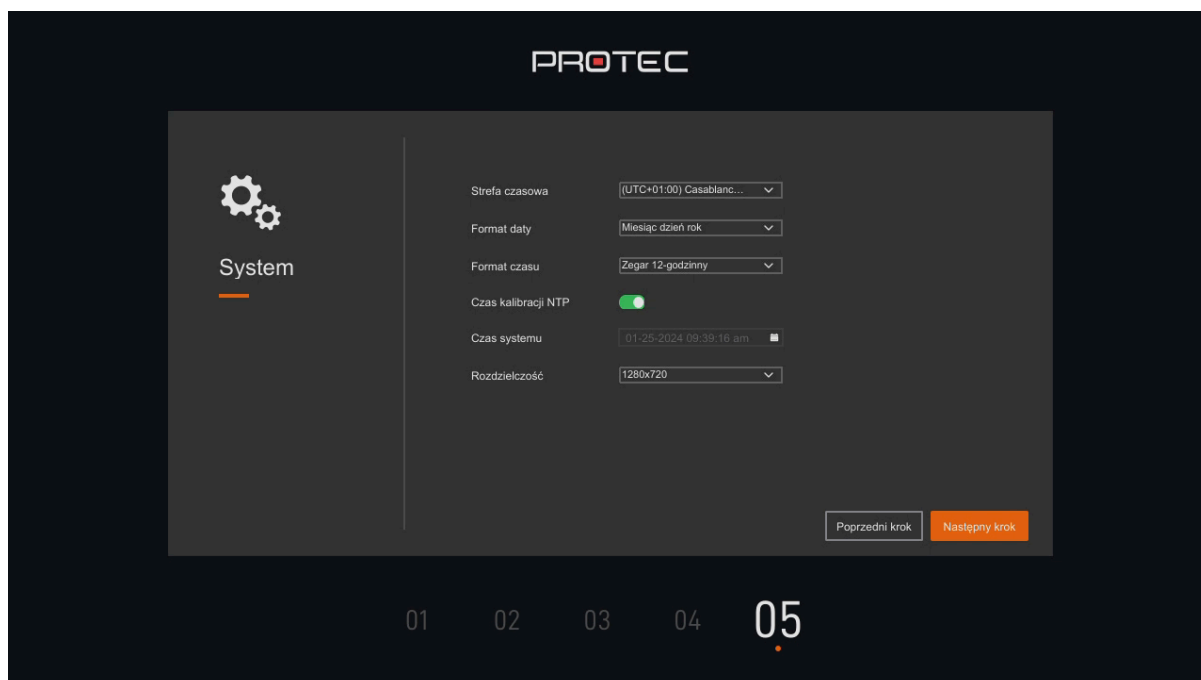 PROTEC
System
Strefa czasowa (UTC+01:00) Casablanc...
Format daty Miesiąc dzień rok
Format czasu Zegar 12-godzinny
Czas kalibracji NTP
Czas systemu 01-25-2024 09:39:16 am
Rozdzielczość 1280x720
Poprzedni krok Następny krok
01 02 03 04 05